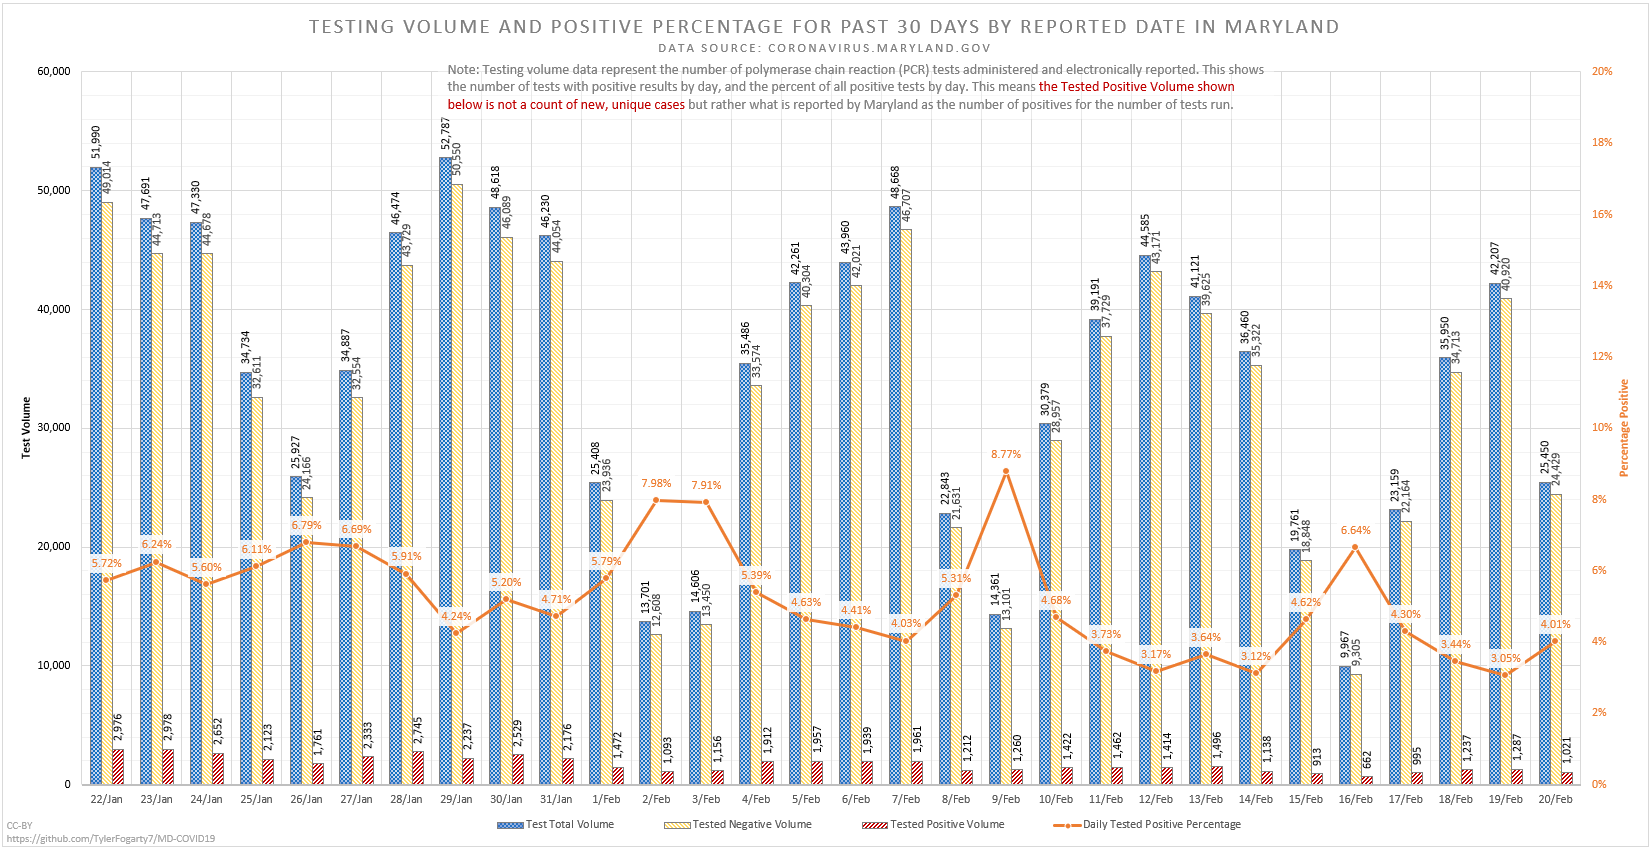 TESTING VOLUME AND POSITIVE PERCENTAGE FOR PAST 30 DAYS BY REPORTED DATE IN MARYLAND
DATA SOURCE: CORONAVIRUS.MARYLAND.GOV
Note: Testing volume data represent the number of polymerase chain reaction (PCR) tests administered and electronically reported. This shows
the number of tests with positive results by day, and the percent of all positive tests by day. This means the Tested Positive Volume shown
below is not a count of new, unique cases but rather what is reported by Maryland as the number of positives for the number of tests run.
Test Volume
60,000
50,000
40,000
30,000
20,000
10,000
0
Percentage Positive
20%
18%
16%
14%
12%
10%
8%
6%
4%
2%
0%
51,990 49,014 5.72% 2,976 22/Jan
47,691 44,713 6.24% 2,978 23/Jan
47,330 44,678 5.60% 2,652 24/Jan
34,734 32,611 6.11% 2,123 25/Jan
25,927 24,166 6.79% 1,761 26/Jan
34,887 32,554 6.69% 2,333 27/Jan
46,474 43,729 5.91% 2,745 28/Jan
52,787 50,550 4.24% 2,237 29/Jan
48,618 46,089 5.20% 2,529 30/Jan
46,230 44,054 4.71% 2,176 31/Jan
25,408 23,936 5.79% 1,472 1/Feb
13,701 12,608 7.98% 1,093 2/Feb
14,606 13,450 7.91% 1,156 3/Feb
35,486 33,574 5.39% 1,912 4/Feb
42,261 40,304 4.63% 1,957 5/Feb
43,960 42,021 4.41% 1,939 6/Feb
48,668 46,707 4.03% 1,961 7/Feb
22,843 21,631 5.31% 1,212 8/Feb
14,361 13,101 8.77% 1,260 9/Feb
30,379 28,957 4.68% 1,422 10/Feb
39,191 37,729 3.73% 1,462 11/Feb
44,585 43,171 3.17% 1,414 12/Feb
41,121 39,625 3.64% 1,496 13/Feb
36,460 35,322 3.12% 1,138 14/Feb
19,761 18,848 4.62% 913 15/Feb
9,967 9,305 6.64% 662 16/Feb
23,159 22,164 4.30% 995 17/Feb
35,950 34,713 3.44% 1,237 18/Feb
42,207 40,920 3.05% 1,287 19/Feb
25,450 24,429 4.01% 1,021 20/Feb
Test Total Volume
Tested Negative Volume
Tested Positive Volume
Daily Tested Positive Percentage
CC-BY
https://github.com/TylerFogarty7/MD-COVID19